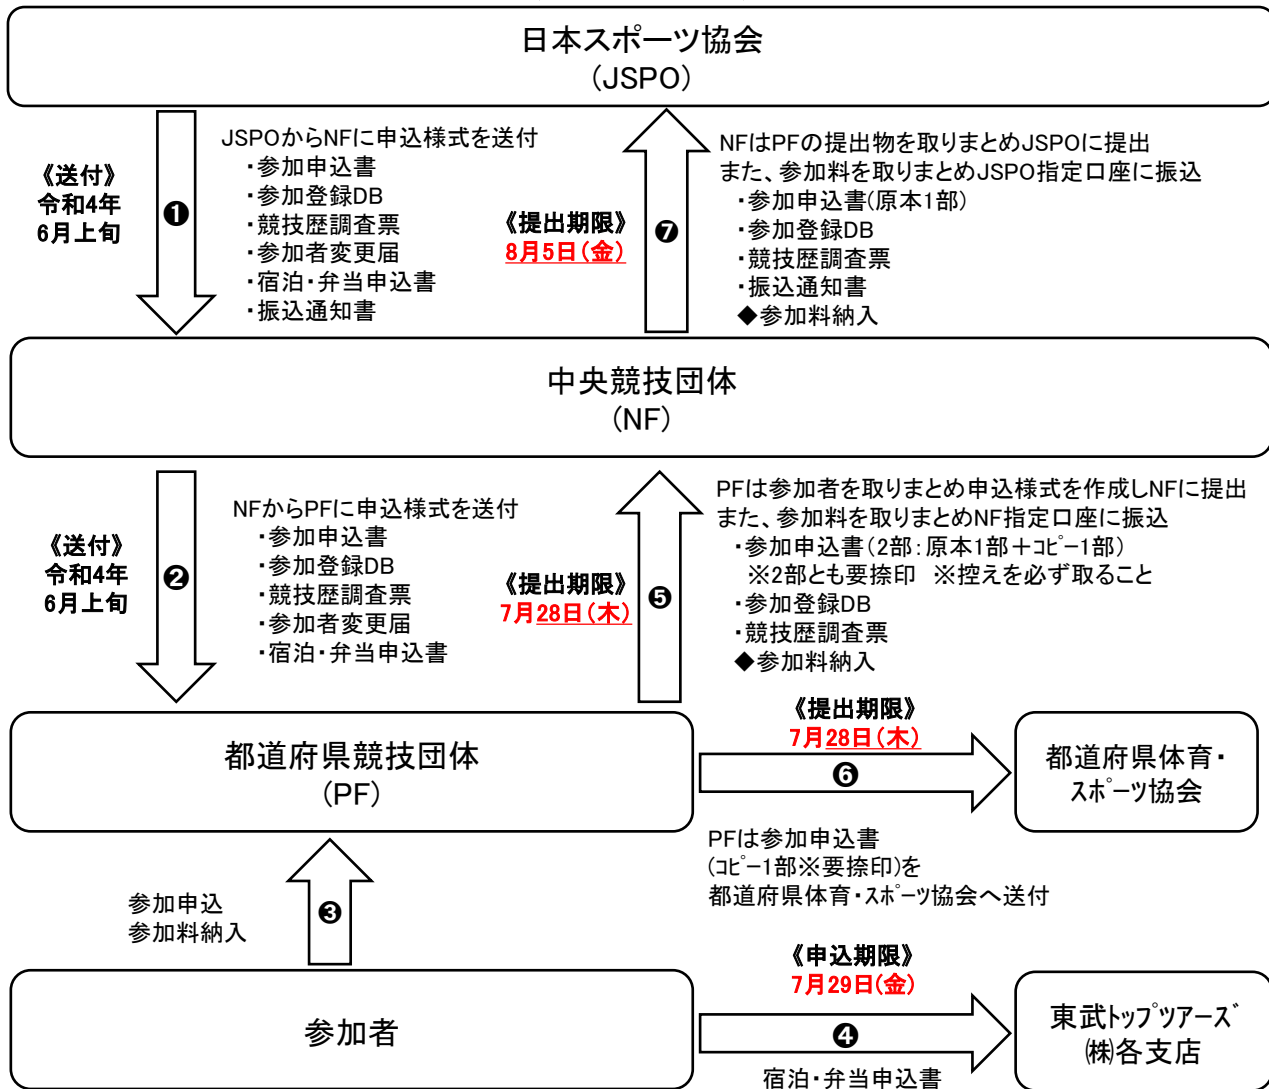 日本スポーツ協会
(JSPO)
《送付》
令和4年
6月上旬
❶
JSPOからNFに申込様式を送付
・参加申込書
・参加登録DB
・競技歴調査票
・参加者変更届
・宿泊・弁当申込書
・振込通知書
《提出期限》
8月5日(金)
❼
NFはPFの提出物を取りまとめJSPOに提出
また、参加料を取りまとめJSPO指定口座に振込
・参加申込書(原本1部)
・参加登録DB
・競技歴調査票
・振込通知書
◆参加料納入
中央競技団体
(NF)
《送付》
令和4年
6月上旬
❷
NFからPFに申込様式を送付
・参加申込書
・参加登録DB
・競技歴調査票
・参加者変更届
・宿泊・弁当申込書
《提出期限》
7月28日(木)
❺
PFは参加者を取りまとめ申込様式を作成しNFに提出
また、参加料を取りまとめNF指定口座に振込
・参加申込書(2部:原本1部+ｺﾋﾟｰ1部)
※2部とも要捺印 ※控えを必ず取ること
・参加登録DB
・競技歴調査票
◆参加料納入
都道府県競技団体
(PF)
《提出期限》
7月28日(木)
❻
都道府県体育・
ｽﾎﾟｰﾂ協会
PFは参加申込書
(ｺﾋﾟｰ1部※要捺印)を
都道府県体育・ｽﾎﾟｰﾂ協会へ送付
参加申込
参加料納入
❸
参加者
《申込期限》
7月29日(金)
❹
宿泊・弁当申込書
東武ﾄｯﾌﾟﾂｱｰｽﾞ
㈱各支店